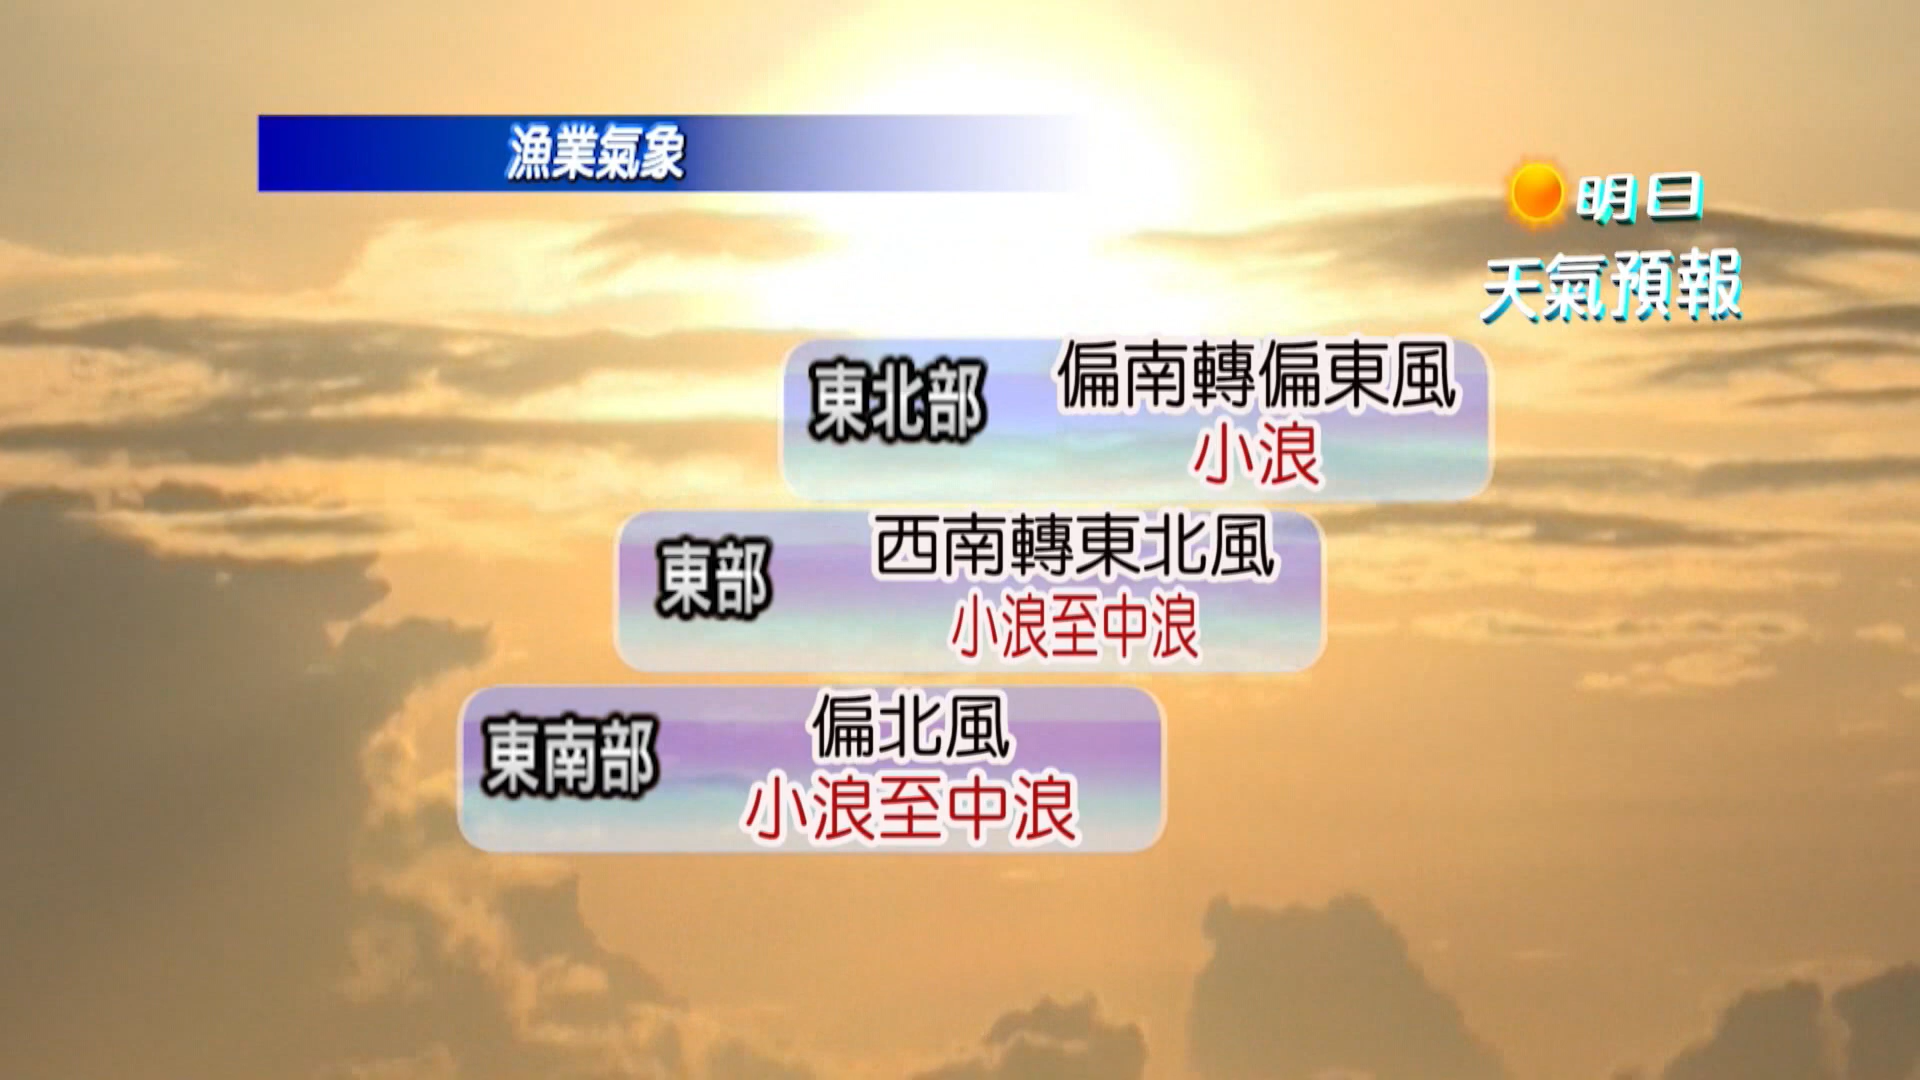 漁業氣象
明日
天氣預報
東北部
偏南轉偏東風
小浪
東部
西南轉東北風
小浪至中浪
東南部
偏北風
小浪至中浪